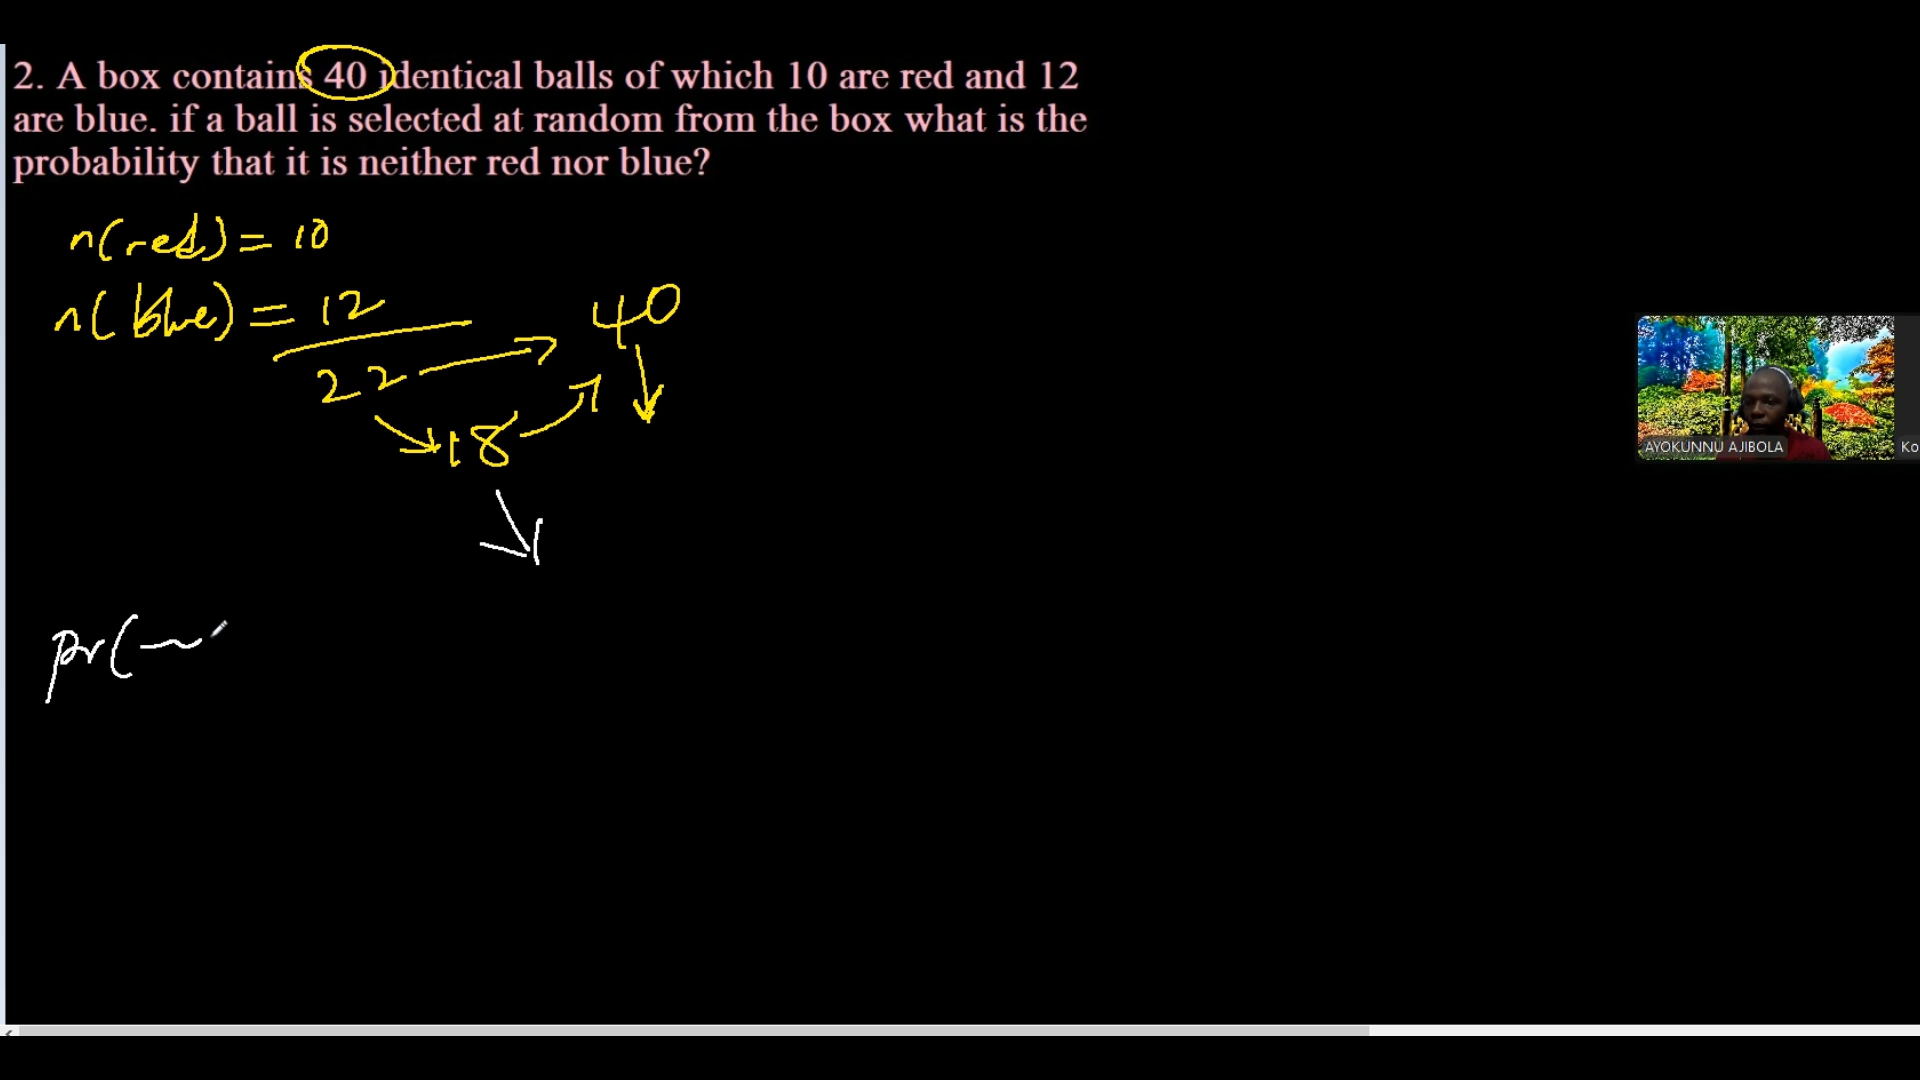 2. A box contains 40 identical balls of which 10 are red and 12
are blue. if a ball is selected at random from the box what is the
probability that it is neither red nor blue?
n(red) = 10
n(blue) = 12
40
22
18
pr(
AYOKUNNU AJIBOLA
Ko